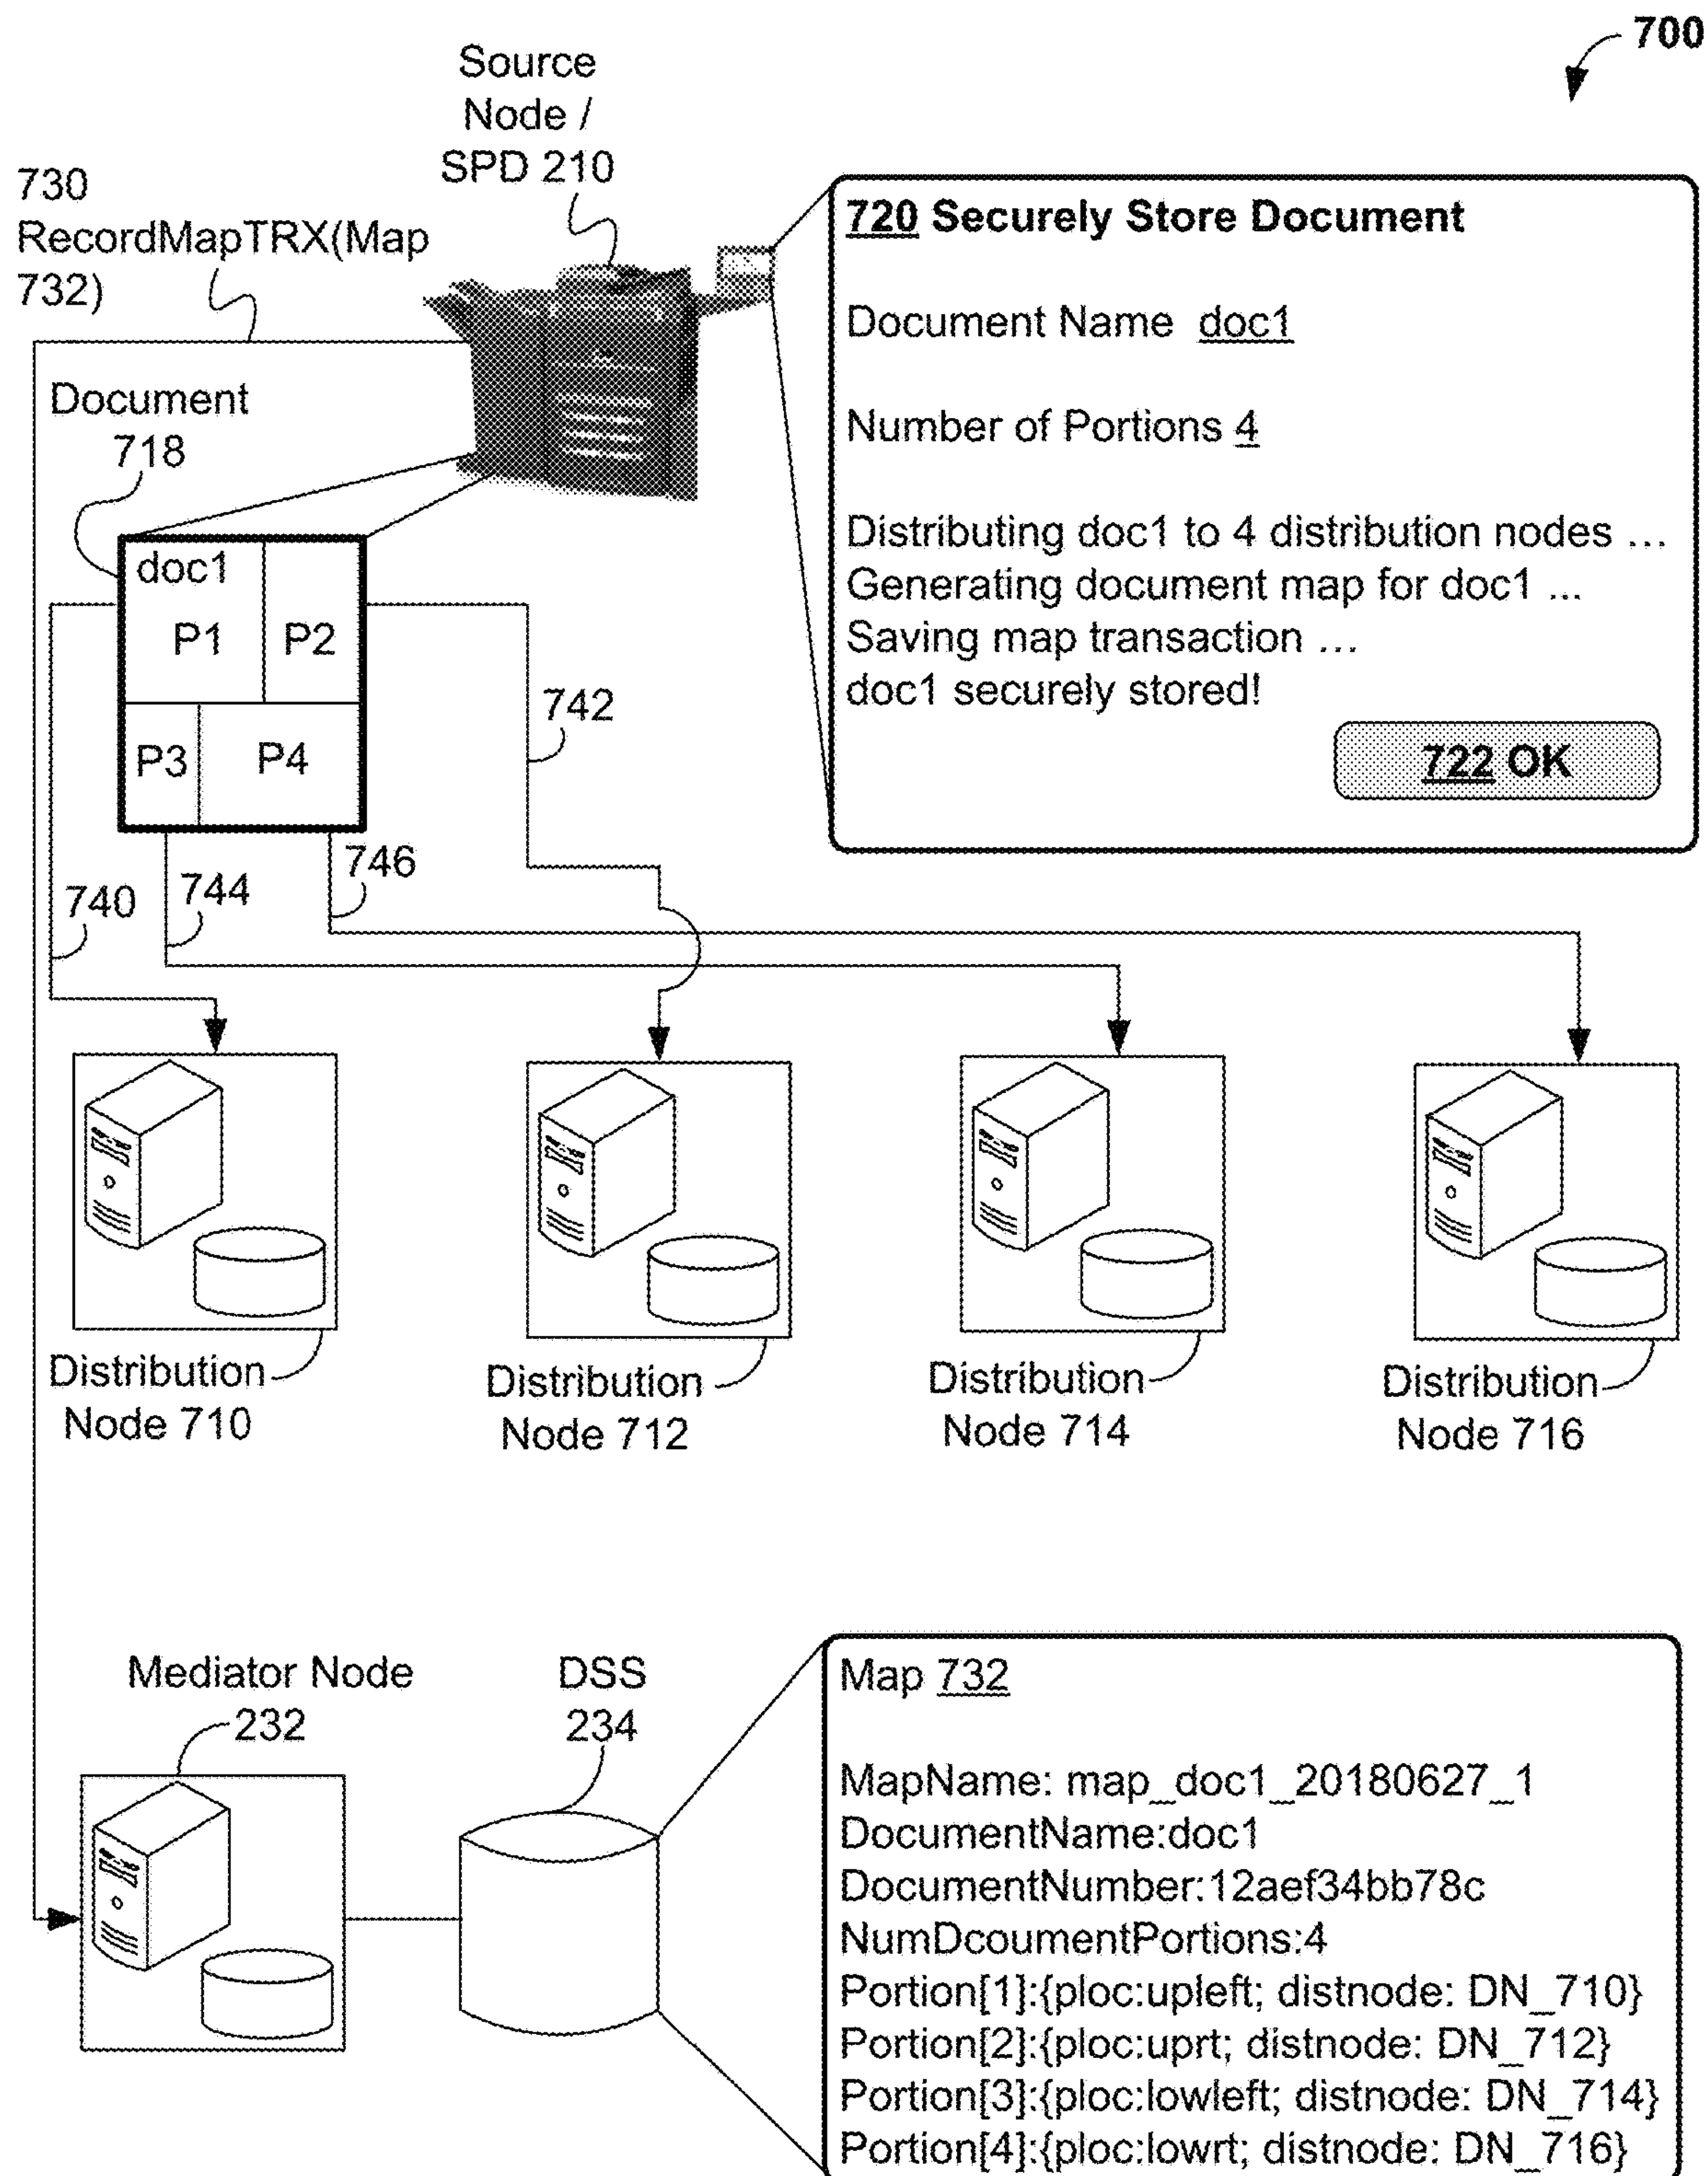 700
Source
Node /
SPD 210
730
RecordMapTRX(Map
732)
720 Securely Store Document
Document Name doc1
Number of Portions 4
Distributing doc1 to 4 distribution nodes ...
Generating document map for doc1 ...
Saving map transaction ...
doc1 securely stored!
722 OK
Document
718
doc1
P1
P2
P3
P4
742
746
744
740
Distribution
Node 710
Distribution
Node 712
Distribution
Node 714
Distribution
Node 716
Mediator Node
232
DSS
234
Map 732
MapName: map_doc1_20180627_1
DocumentName:doc1
DocumentNumber:12aef34bb78c
NumDcoumentPortions:4
Portion[1]:{ploc:upleft; distnode: DN_710}
Portion[2]:{ploc:uprt; distnode: DN_712}
Portion[3]:{ploc:lowleft; distnode: DN_714}
Portion[4]:{ploc:lowrt; distnode: DN_716}